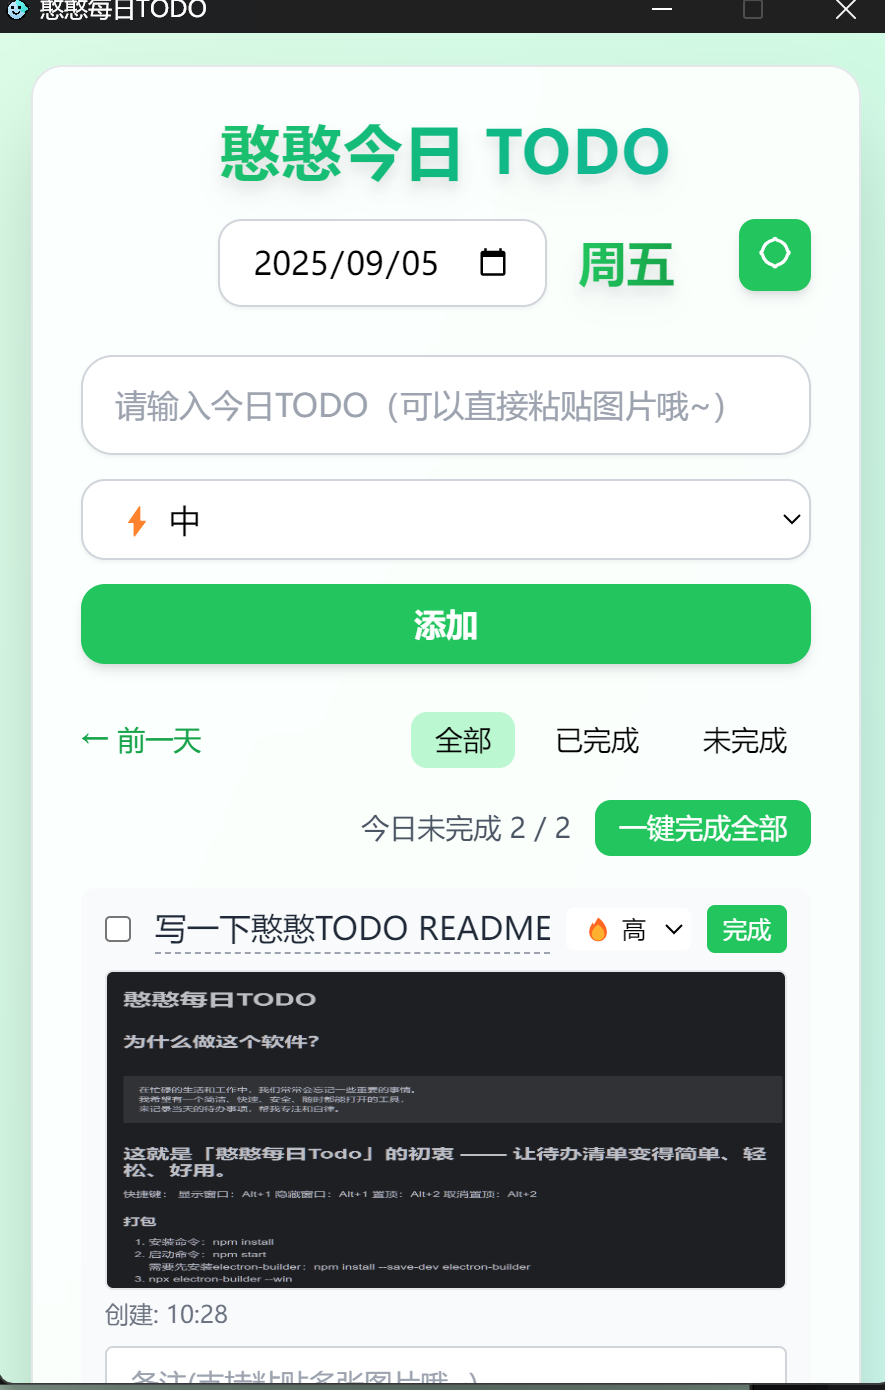 憨憨每日TODO
憨憨今日 TODO
2025/09/05 周五
请输入今日TODO（可以直接粘贴图片哦~）
中
添加
← 前一天 全部 已完成 未完成
今日未完成 2 / 2 一键完成全部
写一下憨憨TODO README 高 完成
憨憨每日TODO
为什么做这个软件?
在忙碌的生活和工作中，我们常常会忘记一些重要的事情。
我希望有一个简洁、快速、安全、随时都能打开的工具，
来记录当天的待办事项，帮我专注和自律。
这就是「憨憨每日Todo」的初衷 —— 让待办清单变得简单、轻
松、好用。
快捷键： 显示窗口：Alt+1 隐藏窗口：Alt+1 置顶：Alt+2 取消置顶：Alt+2
打包
1. 安装命令：npm install
2. 启动命令：npm start
需要先安装electron-builder：npm install --save-dev electron-builder
3. npx electron-builder --win
创建: 10:28
备注(支持粘贴多张图片哦~)